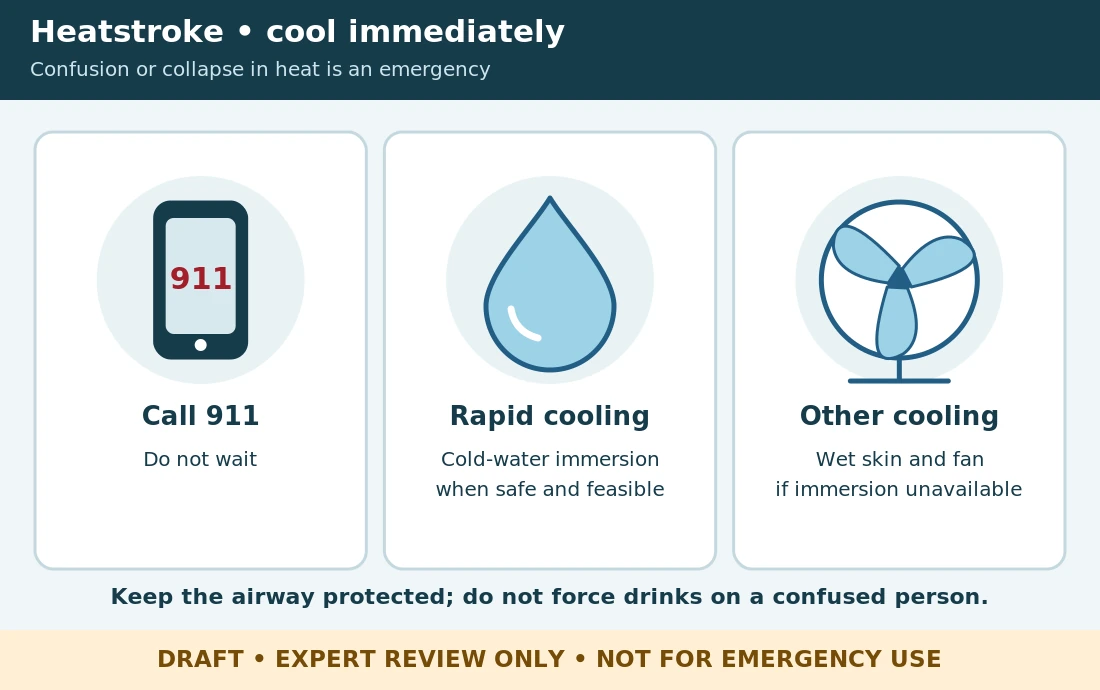 Heatstroke • cool immediately
Confusion or collapse in heat is an emergency
911
Call 911
Do not wait
Rapid cooling
Cold-water immersion
when safe and feasible
Other cooling
Wet skin and fan
if immersion unavailable
Keep the airway protected; do not force drinks on a confused person.
DRAFT • EXPERT REVIEW ONLY • NOT FOR EMERGENCY USE